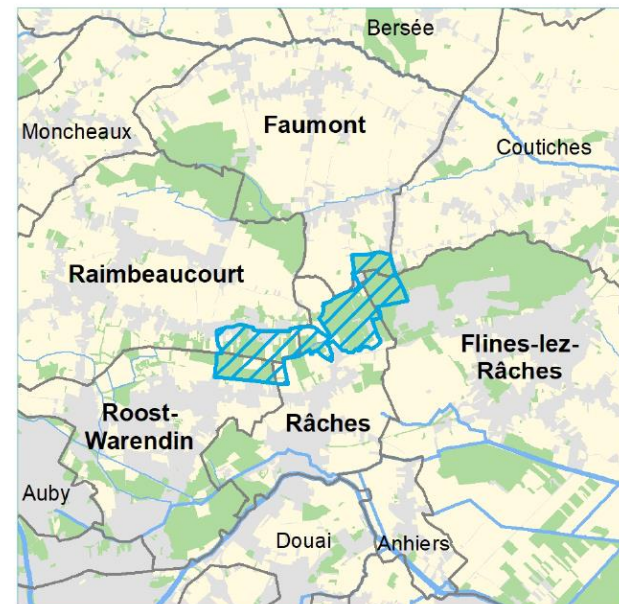 Bersée
Faumont
Moncheaux
Coutiches
Raimbeaucourt
Flines-lez-
Râches
Roost-
Warendin
Râches
Auby
Douai
Anhiers